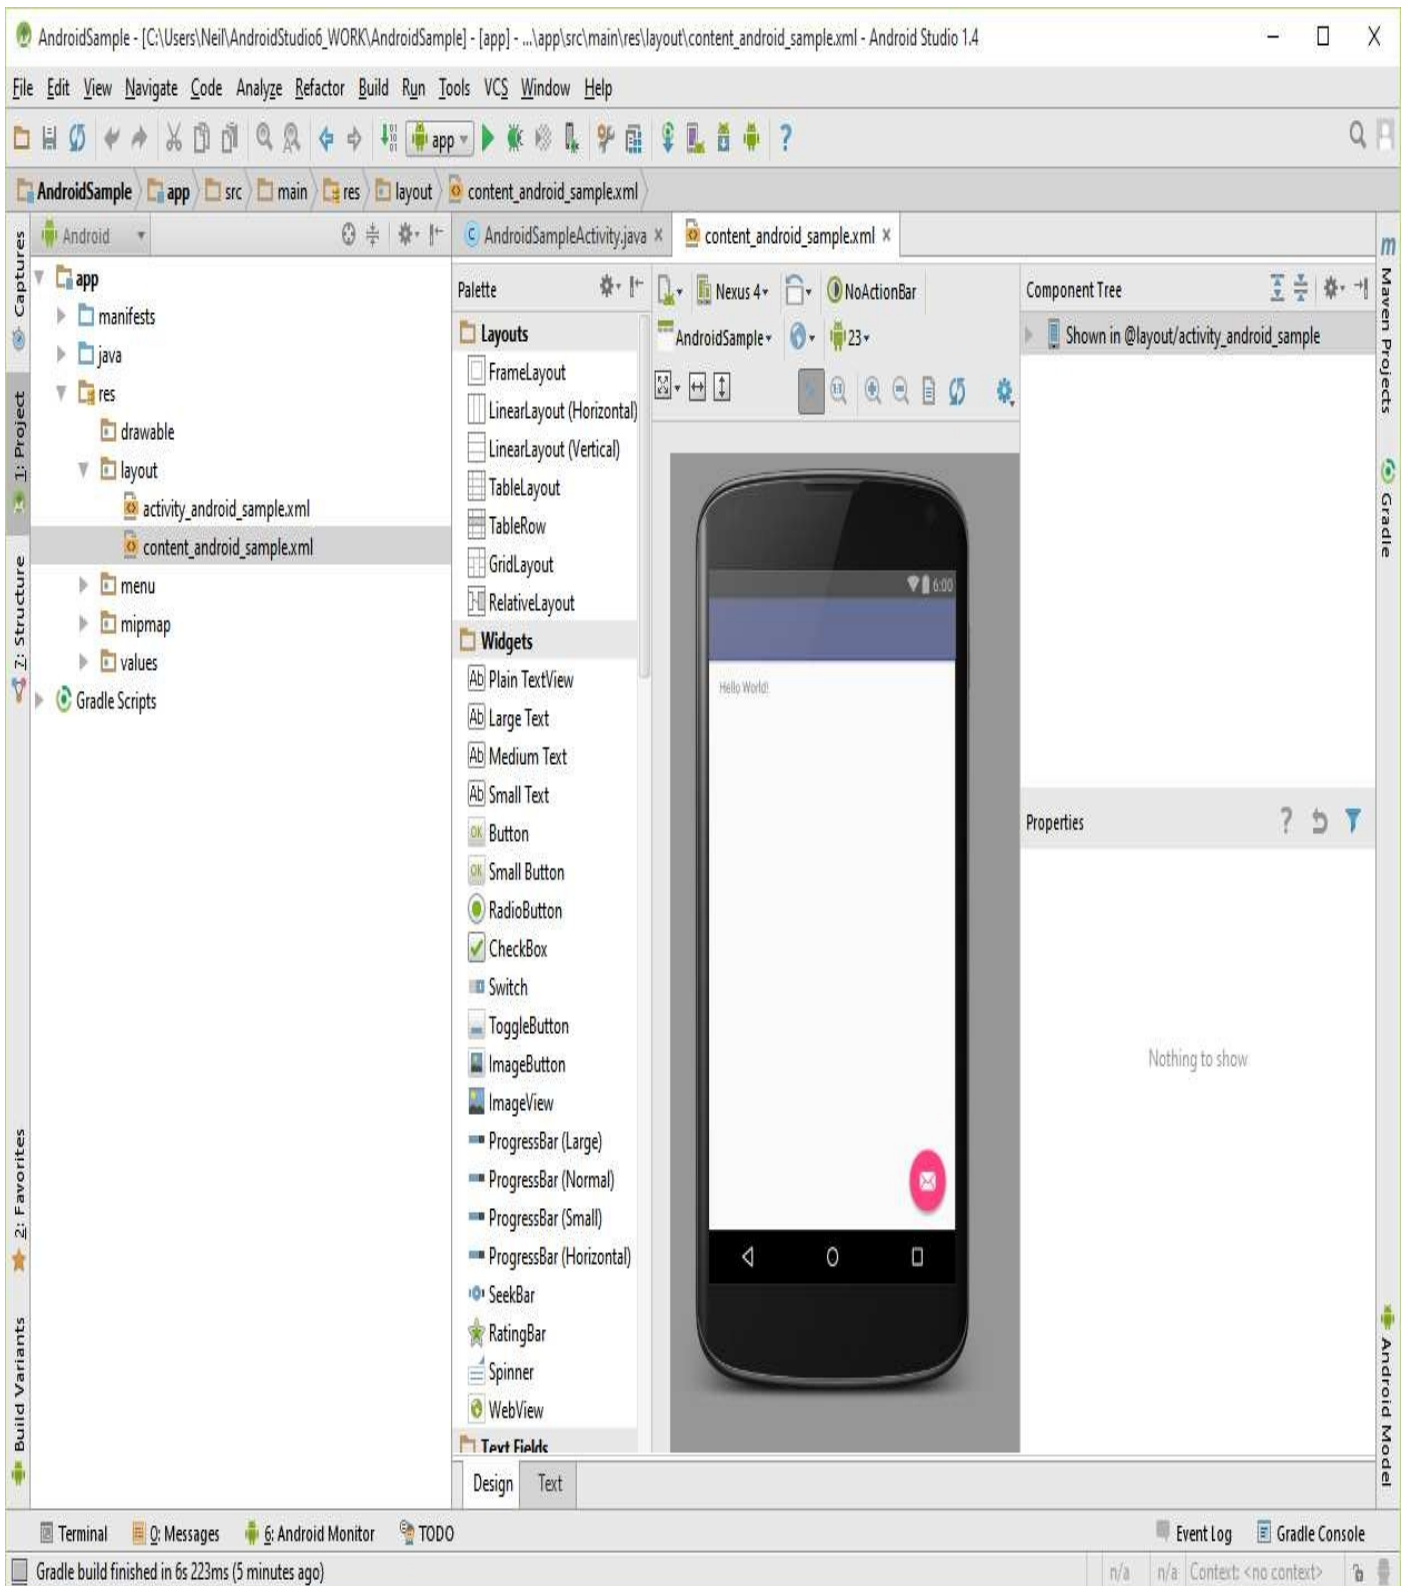 AndroidSample - [C:\Users\Neil\AndroidStudio6_WORK\AndroidSample] - [app] - ...\app\src\main\res\layout\content_android_sample.xml - Android Studio 1.4
File Edit View Navigate Code Analyze Refactor Build Run Tools VCS Window Help
app
AndroidSample app src main res layout content_android_sample.xml
Captures
1: Project
7: Structure
2: Favorites
Build Variants
Android
app
manifests
java
res
drawable
layout
activity_android_sample.xml
content_android_sample.xml
menu
mipmap
values
Gradle Scripts
AndroidSampleActivity.java content_android_sample.xml
Palette
Layouts
FrameLayout
LinearLayout (Horizontal)
LinearLayout (Vertical)
TableLayout
TableRow
GridLayout
RelativeLayout
Widgets
Ab Plain TextView
Ab Large Text
Ab Medium Text
Ab Small Text
OK Button
OK Small Button
RadioButton
CheckBox
Switch
ToggleButton
ImageButton
ImageView
ProgressBar (Large)
ProgressBar (Normal)
ProgressBar (Small)
ProgressBar (Horizontal)
SeekBar
RatingBar
Spinner
WebView
Text Fields
Nexus 4 NoActionBar
AndroidSample 23
1:1
6:00
Hello World!
Design Text
Component Tree
Shown in @layout/activity_android_sample
Properties ?
Nothing to show
m Maven Projects
Gradle
Android Model
Terminal 0: Messages 6: Android Monitor TODO Event Log Gradle Console
Gradle build finished in 6s 223ms (5 minutes ago) n/a n/a Context: <no context>